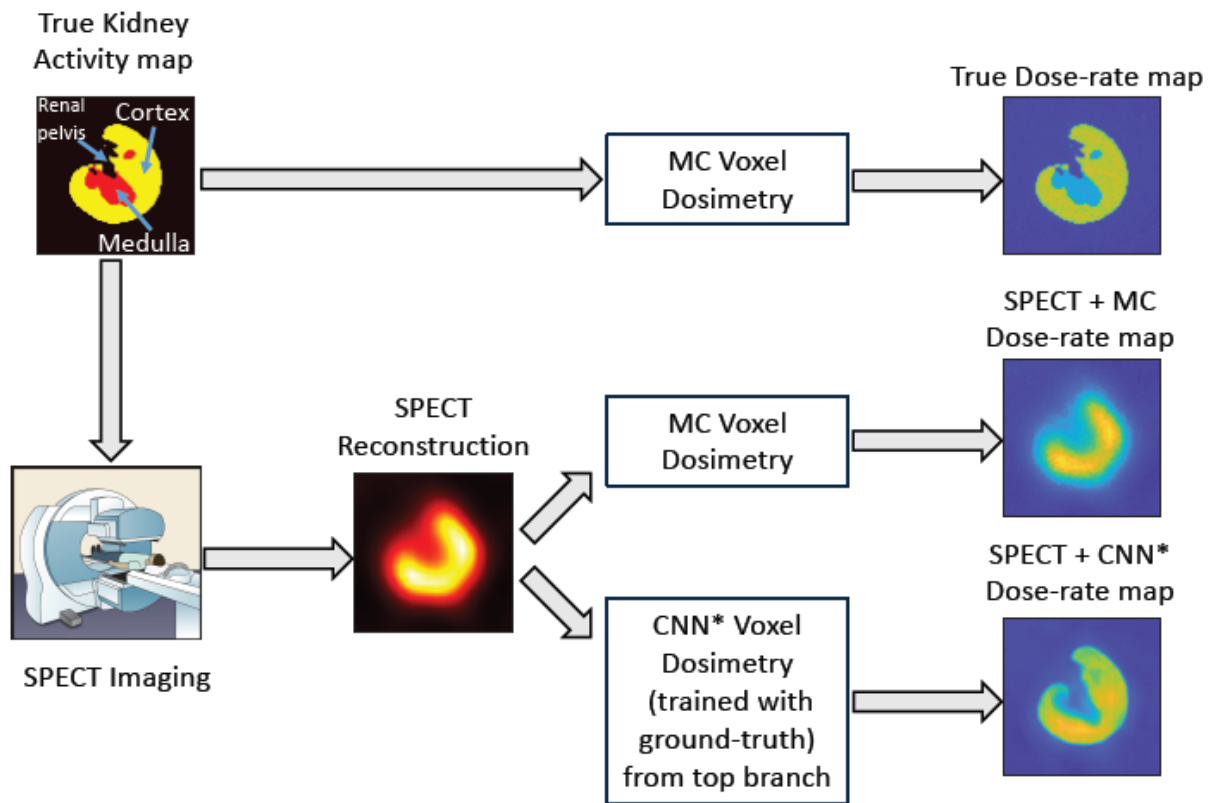 True Kidney
Activity map
Renal
pelvis
Cortex
Medulla
MC Voxel
Dosimetry
True Dose-rate map
SPECT Imaging
SPECT
Reconstruction
MC Voxel
Dosimetry
SPECT + MC
Dose-rate map
CNN* Voxel
Dosimetry
(trained with
ground-truth)
from top branch
SPECT + CNN*
Dose-rate map